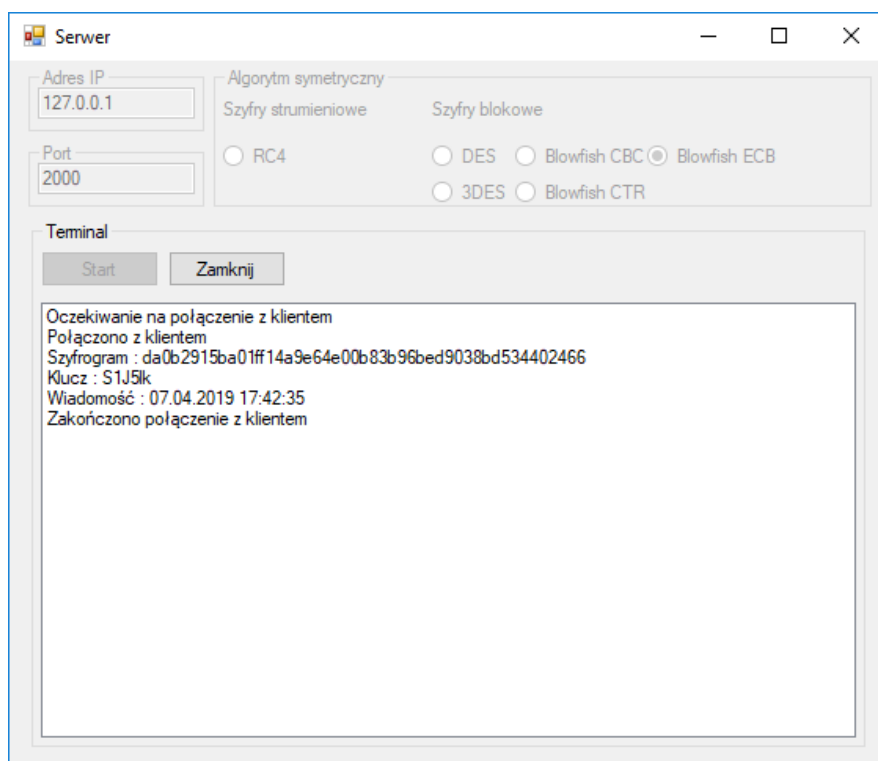 Serwer
Adres IP
127.0.0.1
Port
2000
Algorytm symetryczny
Szyfry strumieniowe Szyfry blokowe
RC4 DES Blowfish CBC Blowfish ECB
3DES Blowfish CTR
Terminal
Start Zamknij
Oczekiwanie na połączenie z klientem
Połączono z klientem
Szyfrogram : da0b2915ba01ff14a9e64e00b83b96bed9038bd534402466
Klucz : S1J5lk
Wiadomość : 07.04.2019 17:42:35
Zakończono połączenie z klientem